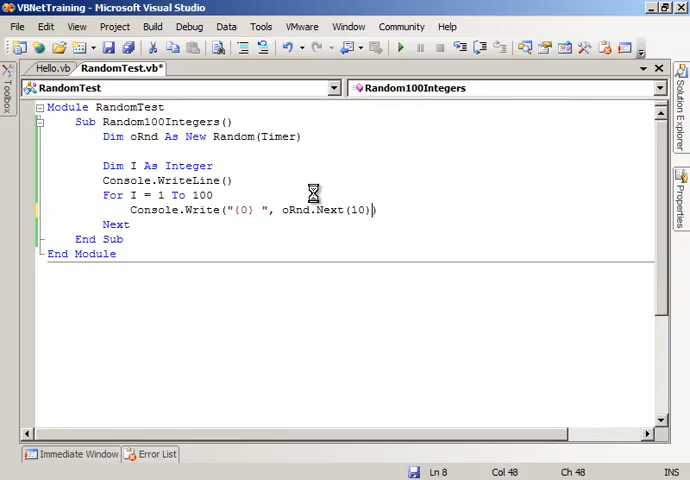 VBNetTraining - Microsoft Visual Studio
File Edit View Project Build Debug Data Tools VMware Window Community Help
Hello.vb RandomTest.vb*
RandomTest Random100Integers
Module RandomTest
Sub Random100Integers()
Dim oRnd As New Random(Timer)
Dim I As Integer
Console.WriteLine()
For I = 1 To 100
Console.Write("{0} ", oRnd.Next(10))
Next
End Sub
End Module
Toolbox
Solution Explorer
Properties
Immediate Window Error List
Ln 8 Col 48 Ch 48 INS